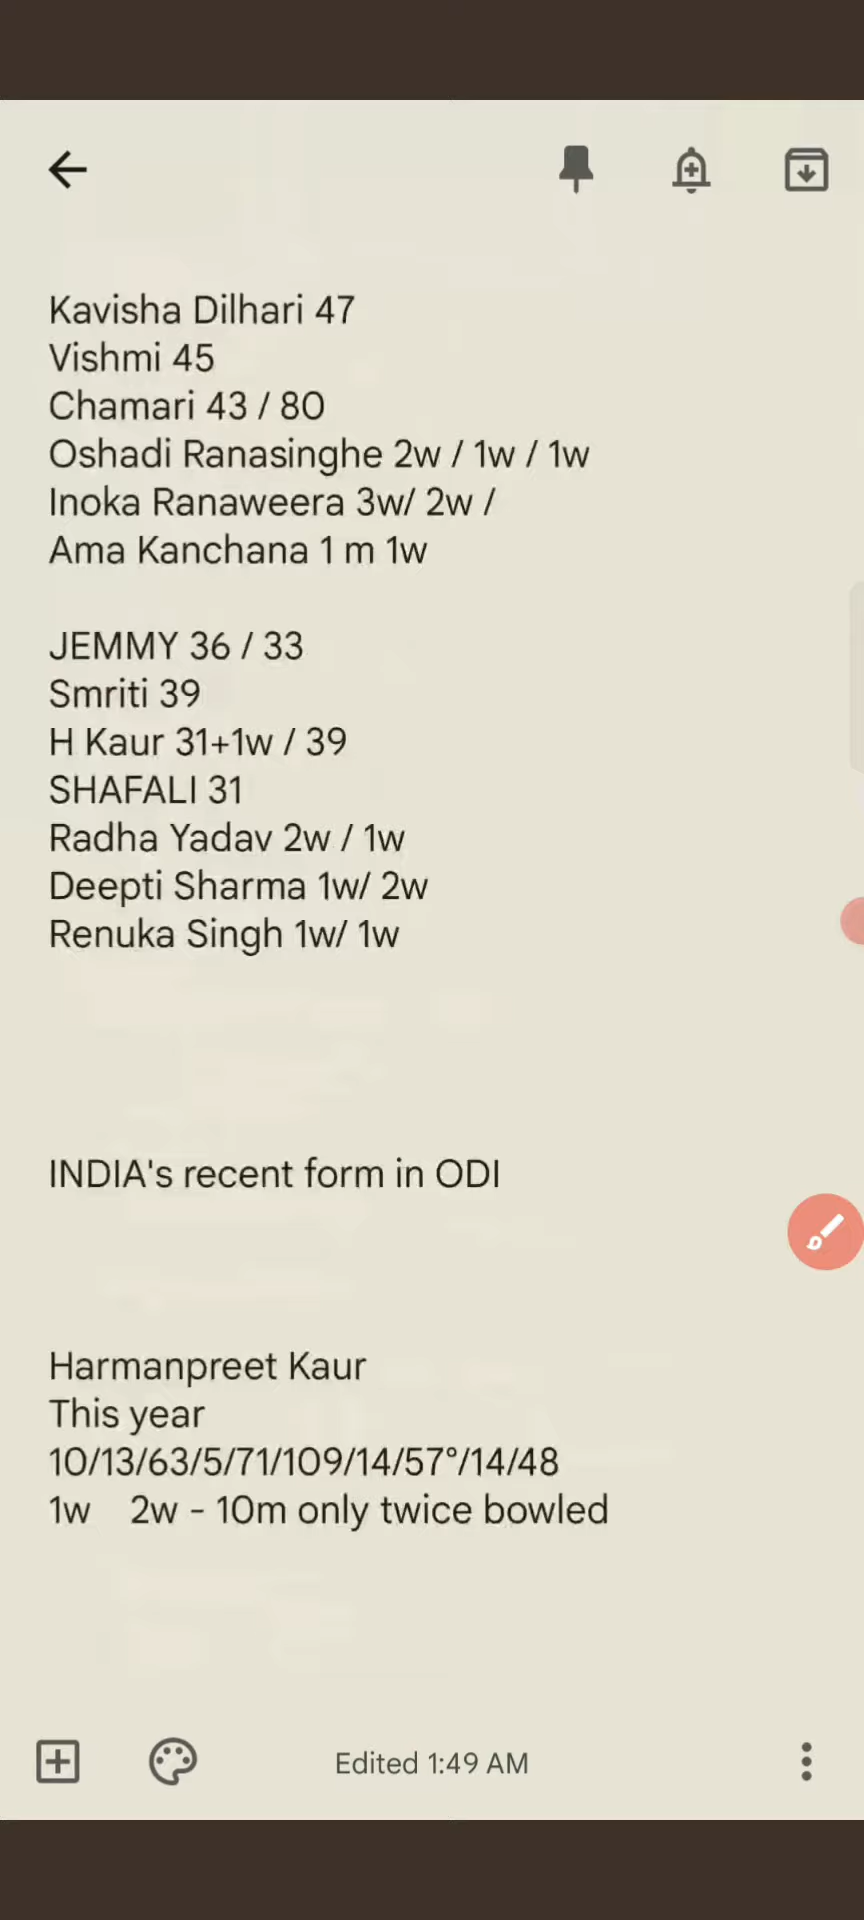 Kavisha Dilhari 47
Vishmi 45
Chamari 43 / 80
Oshadi Ranasinghe 2w / 1w / 1w
Inoka Ranaweera 3w/ 2w /
Ama Kanchana 1 m 1w
JEMMY 36 / 33
Smriti 39
H Kaur 31+1w / 39
SHAFALI 31
Radha Yadav 2w / 1w
Deepti Sharma 1w/ 2w
Renuka Singh 1w/ 1w
INDIA's recent form in ODI
Harmanpreet Kaur
This year
10/13/63/5/71/109/14/57°/14/48
1w    2w - 10m only twice bowled
Edited 1:49 AM